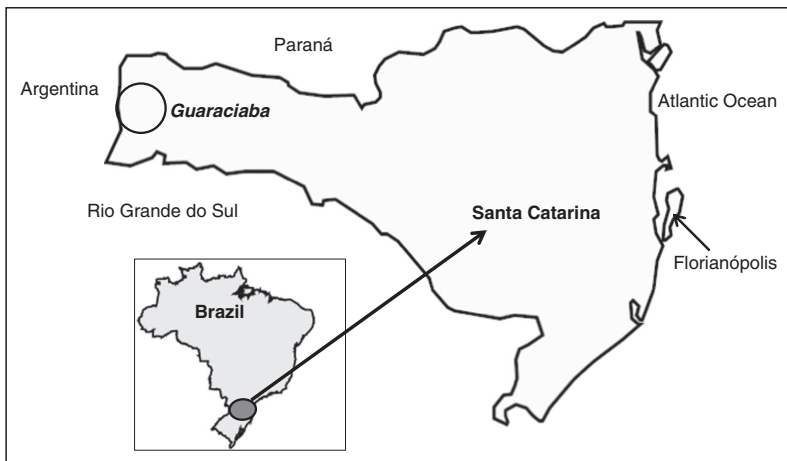 Paraná
Argentina
Guaraciaba
Atlantic Ocean
Rio Grande do Sul
Santa Catarina
Florianópolis
Brazil